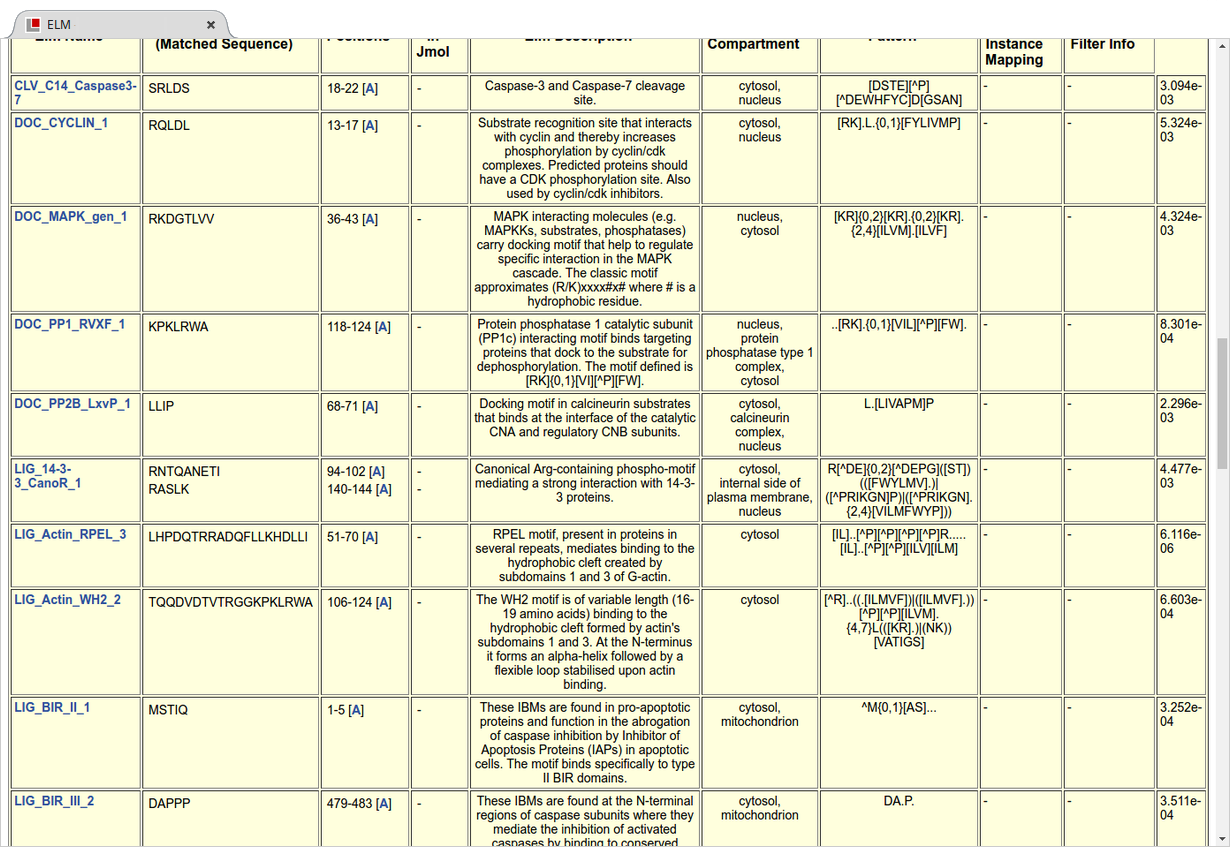 ELM
Elm Name (Matched Sequence) Positions in Jmol Elm Description Compartment Pattern Instance Mapping Filter Info
CLV_C14_Caspase3-
7
SRLDS
18-22 [A]
-
Caspase-3 and Caspase-7 cleavage
site.
cytosol,
nucleus
[DSTE][^P]
[^DEWHFYC]D[GSAN]
-
-
3.094e-
03
DOC_CYCLIN_1
RQLDL
13-17 [A]
-
Substrate recognition site that interacts
with cyclin and thereby increases
phosphorylation by cyclin/cdk
complexes. Predicted proteins should
have a CDK phosphorylation site. Also
used by cyclin/cdk inhibitors.
cytosol,
nucleus
[RK].L.{0,1}[FYLIVMP]
-
-
5.324e-
03
DOC_MAPK_gen_1
RKDGTLVV
36-43 [A]
-
MAPK interacting molecules (e.g.
MAPKKs, substrates, phosphatases)
carry docking motif that help to regulate
specific interaction in the MAPK
cascade. The classic motif
approximates (R/K)xxxx#x# where # is a
hydrophobic residue.
nucleus,
cytosol
[KR]{0,2}[KR].{0,2}[KR].
{2,4}[ILVM].[ILVF]
-
-
4.324e-
03
DOC_PP1_RVXF_1
KPKLRWA
118-124 [A]
-
Protein phosphatase 1 catalytic subunit
(PP1c) interacting motif binds targeting
proteins that dock to the substrate for
dephosphorylation. The motif defined is
[RK]{0,1}[VI][^P][FW].
nucleus,
protein
phosphatase type 1
complex,
cytosol
..[RK].{0,1}[VIL][^P][FW].
-
-
8.301e-
04
DOC_PP2B_LxvP_1
LLIP
68-71 [A]
-
Docking motif in calcineurin substrates
that binds at the interface of the catalytic
CNA and regulatory CNB subunits.
cytosol,
calcineurin
complex,
nucleus
L.[LIVAPM]P
-
-
2.296e-
03
LIG_14-3-
3_CanoR_1
RNTQANETI
RASLK
94-102 [A]
140-144 [A]
-
-
Canonical Arg-containing phospho-motif
mediating a strong interaction with 14-3-
3 proteins.
cytosol,
internal side of
plasma membrane,
nucleus
R[^DE]{0,2}[^DEPG]([ST])
(([FWYLMV].)|
([^PRIKGN]P)|([^PRIKGN].
{2,4}[VILMFWYP]))
-
-
4.477e-
03
LIG_Actin_RPEL_3
LHPDQTRRADQFLLKHDLLI
51-70 [A]
-
RPEL motif, present in proteins in
several repeats, mediates binding to the
hydrophobic cleft created by
subdomains 1 and 3 of G-actin.
cytosol
[IL]..[^P][^P][^P][^P]R.....
[IL]..[^P][^P][ILV][ILM]
-
-
6.116e-
06
LIG_Actin_WH2_2
TQQDVDTVTRGGKPKLRWA
106-124 [A]
-
The WH2 motif is of variable length (16-
19 amino acids) binding to the
hydrophobic cleft formed by actin's
subdomains 1 and 3. At the N-terminus
it forms an alpha-helix followed by a
flexible loop stabilised upon actin
binding.
cytosol
[^R]..((.[ILMVF])|([ILMVF].))
[^P][^P][ILVM].
{4,7}L(([KR].)|(NK))
[VATIGS]
-
-
6.603e-
04
LIG_BIR_II_1
MSTIQ
1-5 [A]
-
These IBMs are found in pro-apoptotic
proteins and function in the abrogation
of caspase inhibition by Inhibitor of
Apoptosis Proteins (IAPs) in apoptotic
cells. The motif binds specifically to type
II BIR domains.
cytosol,
mitochondrion
^M{0,1}[AS]...
-
-
3.252e-
04
LIG_BIR_III_2
DAPPP
479-483 [A]
-
These IBMs are found at the N-terminal
regions of caspase subunits where they
mediate the inhibition of activated
caspases by binding to conserved
cytosol,
mitochondrion
DA.P.
-
-
3.511e-
04